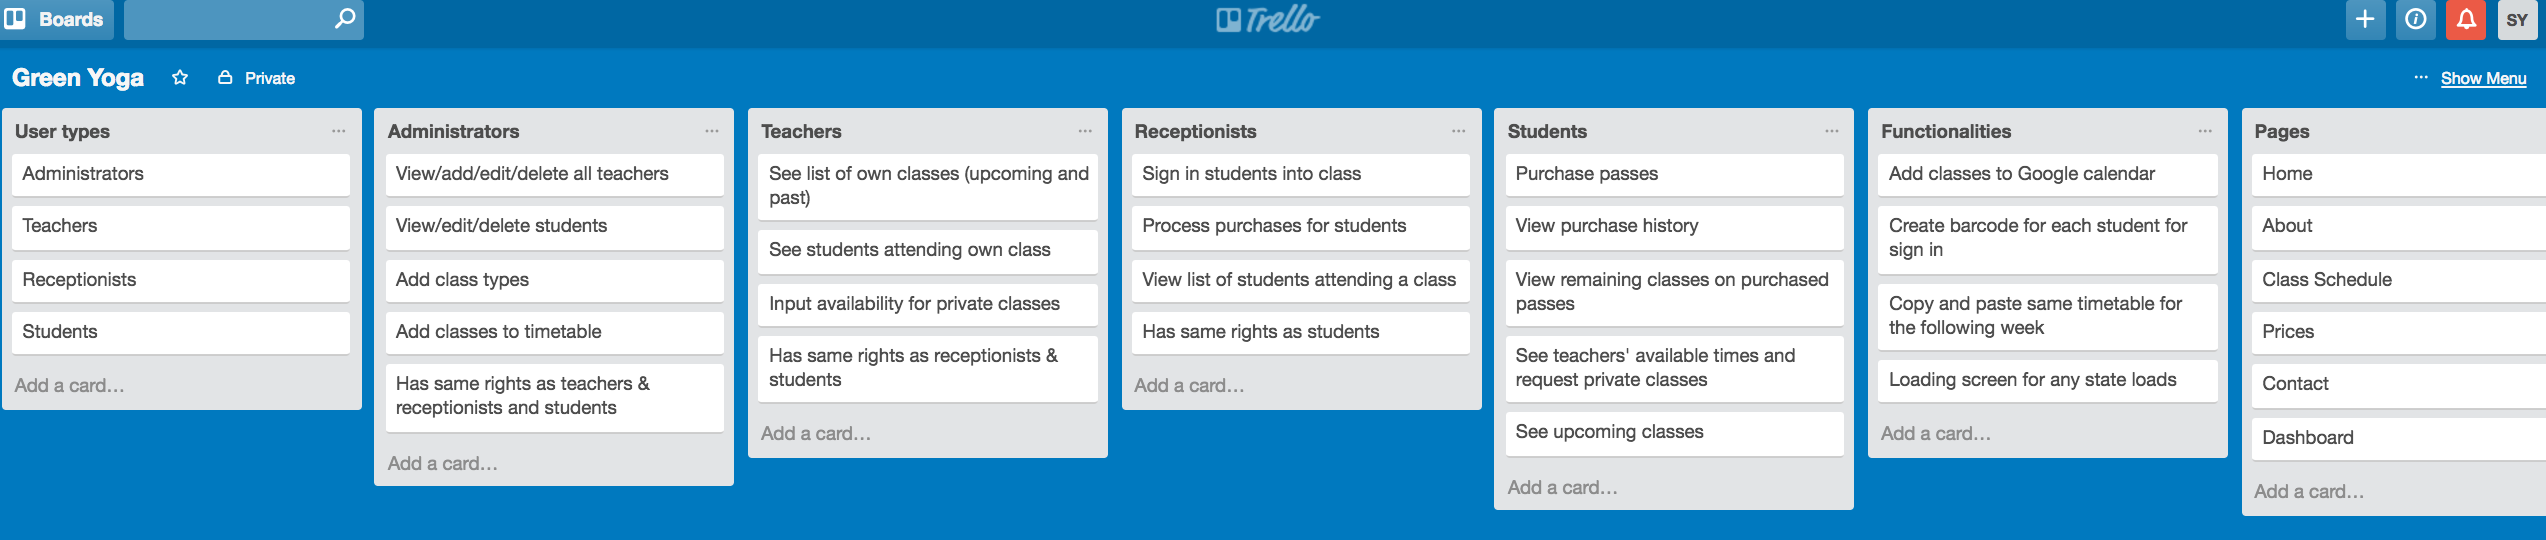 Boards
Trello
SY
Green Yoga
Private
... Show Menu
User types ...
Administrators
Teachers
Receptionists
Students
Add a card...
Administrators ...
View/add/edit/delete all teachers
View/edit/delete students
Add class types
Add classes to timetable
Has same rights as teachers &
receptionists and students
Add a card...
Teachers ...
See list of own classes (upcoming and
past)
See students attending own class
Input availability for private classes
Has same rights as receptionists &
students
Add a card...
Receptionists ...
Sign in students into class
Process purchases for students
View list of students attending a class
Has same rights as students
Add a card...
Students ...
Purchase passes
View purchase history
View remaining classes on purchased
passes
See teachers' available times and
request private classes
See upcoming classes
Add a card...
Functionalities ...
Add classes to Google calendar
Create barcode for each student for
sign in
Copy and paste same timetable for
the following week
Loading screen for any state loads
Add a card...
Pages
Home
About
Class Schedule
Prices
Contact
Dashboard
Add a card...